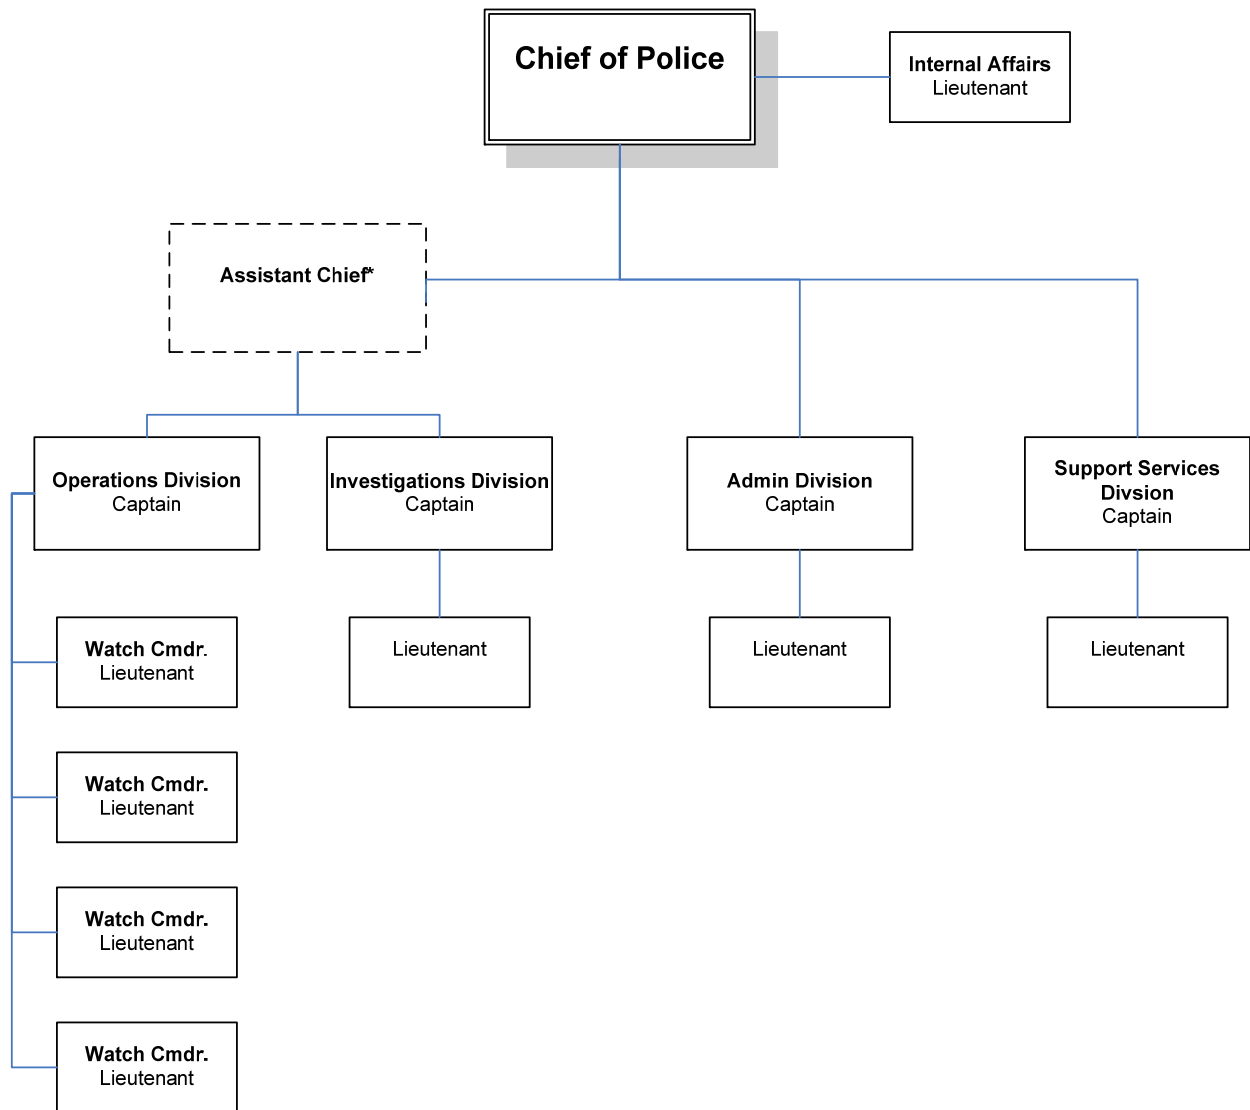 Chief of Police
Internal Affairs
Lieutenant
Assistant Chief*
Operations Division
Captain
Investigations Division
Captain
Admin Division
Captain
Support Services
Divsion
Captain
Watch Cmdr.
Lieutenant
Lieutenant
Lieutenant
Lieutenant
Watch Cmdr.
Lieutenant
Watch Cmdr.
Lieutenant
Watch Cmdr.
Lieutenant